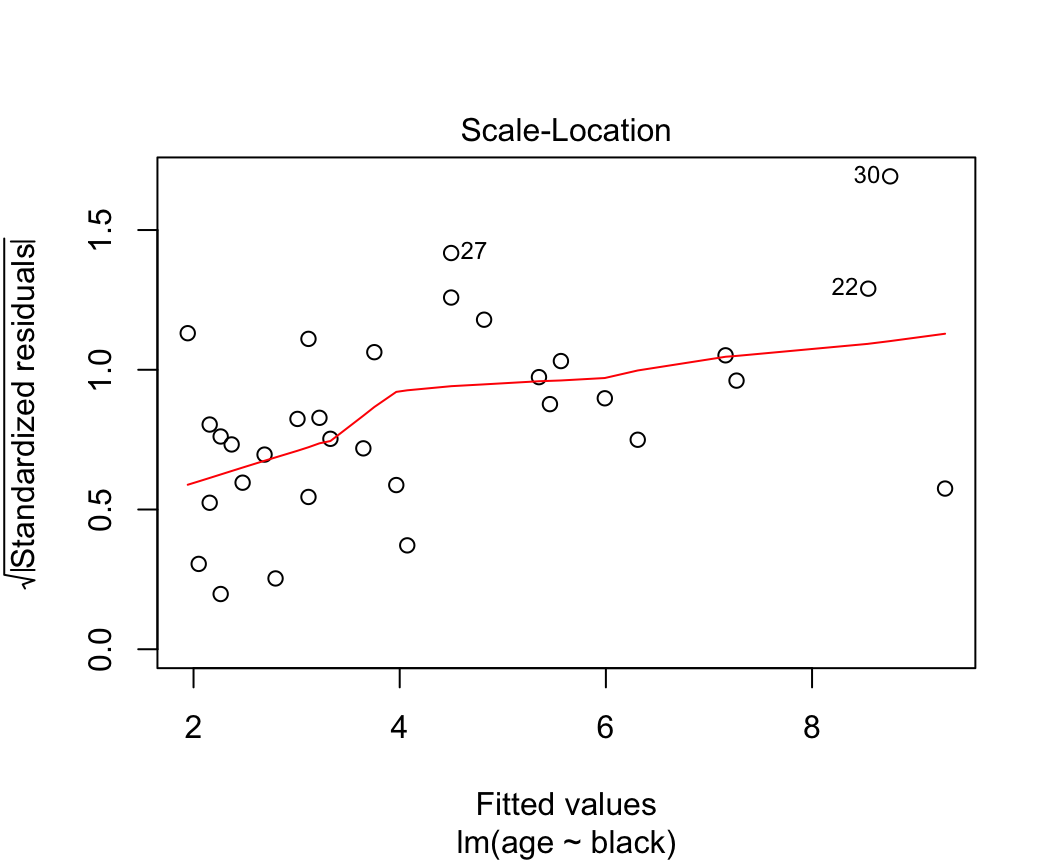 Scale-Location
√|Standardized residuals|
1.5
1.0
0.5
0.0
30
27
22
2 4 6 8
Fitted values
lm(age ~ black)